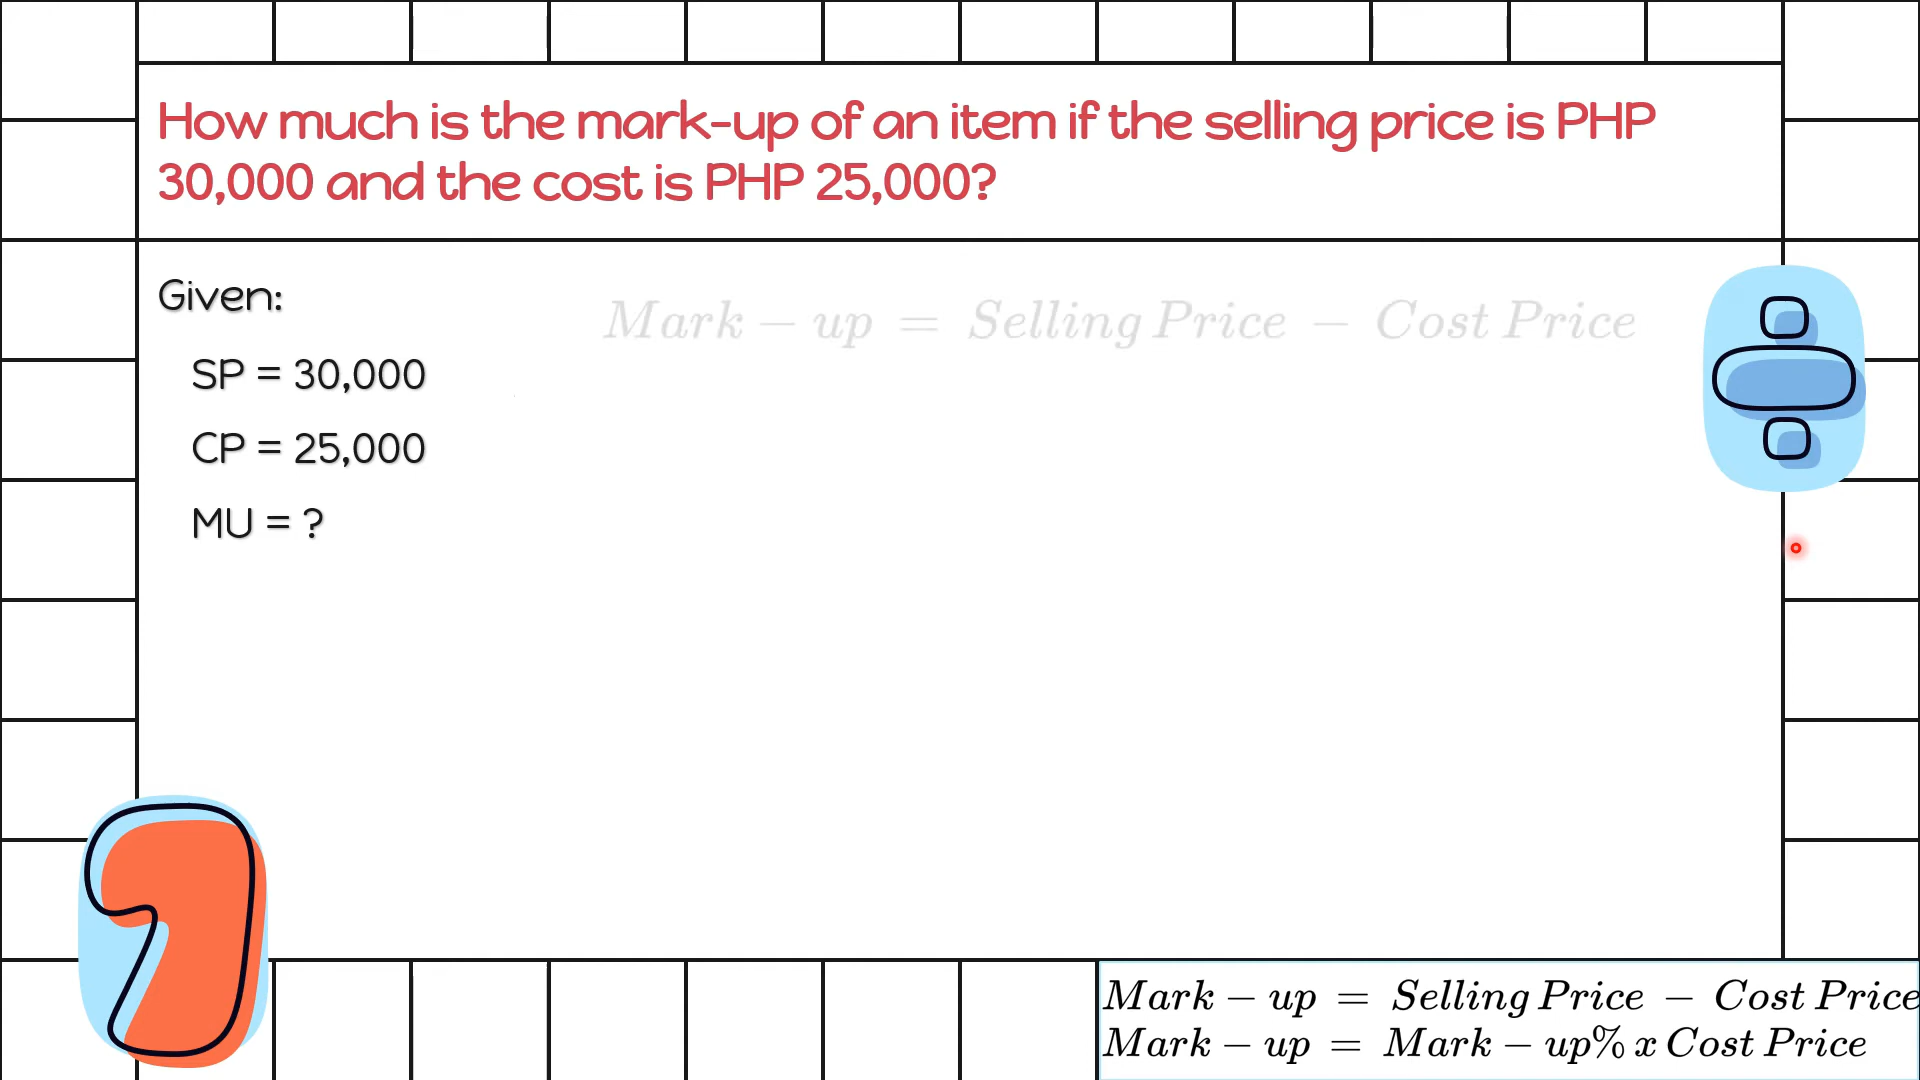 How much is the mark-up of an item if the selling price is PHP
30,000 and the cost is PHP 25,000?
Given:
Mark − up = Selling Price − Cost Price
SP = 30,000
CP = 25,000
MU = ?
Mark − up = Selling Price − Cost Price
Mark − up = Mark − up% x Cost Price